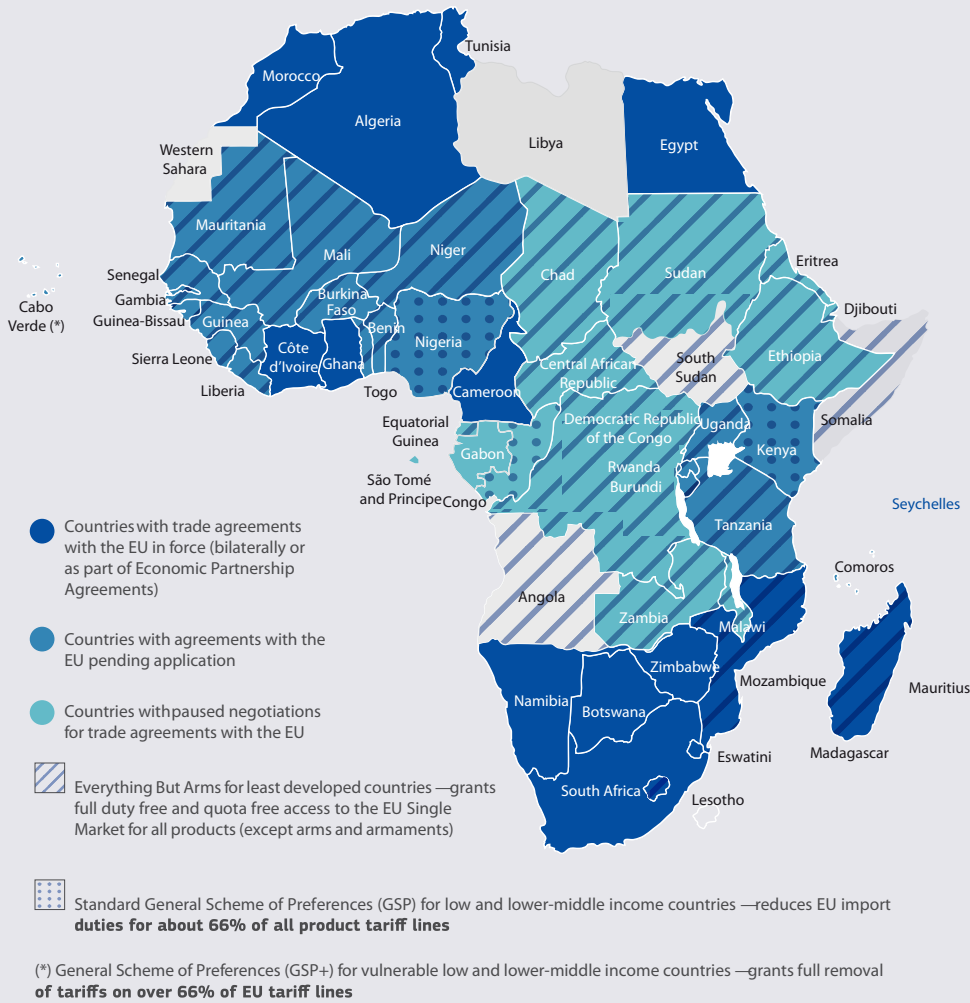 Tunisia
Morocco
Algeria
Libya
Egypt
Western
Sahara
Mauritania
Mali
Niger
Chad
Sudan
Eritrea
Senegal
Gambia
Cabo
Verde (*)
Guinea-Bissau
Guinea
Burkina
Faso
Benin
Nigeria
Djibouti
Sierra Leone
Côte
d’Ivoire
Ghana
Liberia
Togo
Cameroon
Central African
Republic
South
Sudan
Ethiopia
Somalia
Equatorial
Guinea
Gabon
Democratic Republic
of the Congo
Uganda
Kenya
Rwanda
Burundi
São Tomé
and Principe
Congo
Seychelles
Tanzania
Comoros
Angola
Zambia
Malawi
Zimbabwe
Mozambique
Mauritius
Namibia
Botswana
Madagascar
Eswatini
South Africa
Lesotho
Countries with trade agreements
with the EU in force (bilaterally or
as part of Economic Partnership
Agreements)
Countries with agreements with the
EU pending application
Countries withpaused negotiations
for trade agreements with the EU
Everything But Arms for least developed countries —grants
full duty free and quota free access to the EU Single
Market for all products (except arms and armaments)
Standard General Scheme of Preferences (GSP) for low and lower-middle income countries —reduces EU import
duties for about 66% of all product tariff lines
(*) General Scheme of Preferences (GSP+) for vulnerable low and lower-middle income countries —grants full removal
of tariffs on over 66% of EU tariff lines